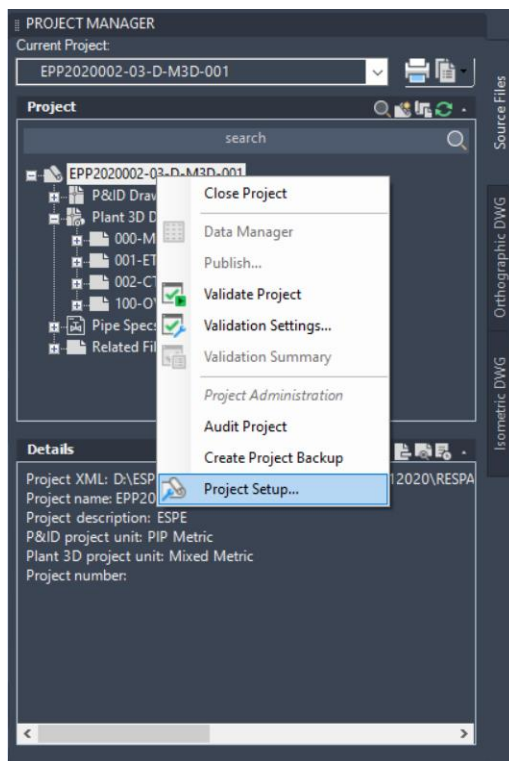 PROJECT MANAGER
Current Project:
EPP2020002-03-D-M3D-001
Project
search
EPP2020002-03-D-M3D-001
P&ID Draw
Plant 3D D
000-M
001-ET
002-CT
100-OV
Pipe Specs
Related Fil
Close Project
Data Manager
Publish...
Validate Project
Validation Settings...
Validation Summary
Project Administration
Audit Project
Create Project Backup
Project Setup...
Details
Project XML: D:\ESP 2020\RESPA
Project name: EPP20
Project description: ESPE
P&ID project unit: PIP Metric
Plant 3D project unit: Mixed Metric
Project number:
Source Files
Orthographic DWG
Isometric DWG